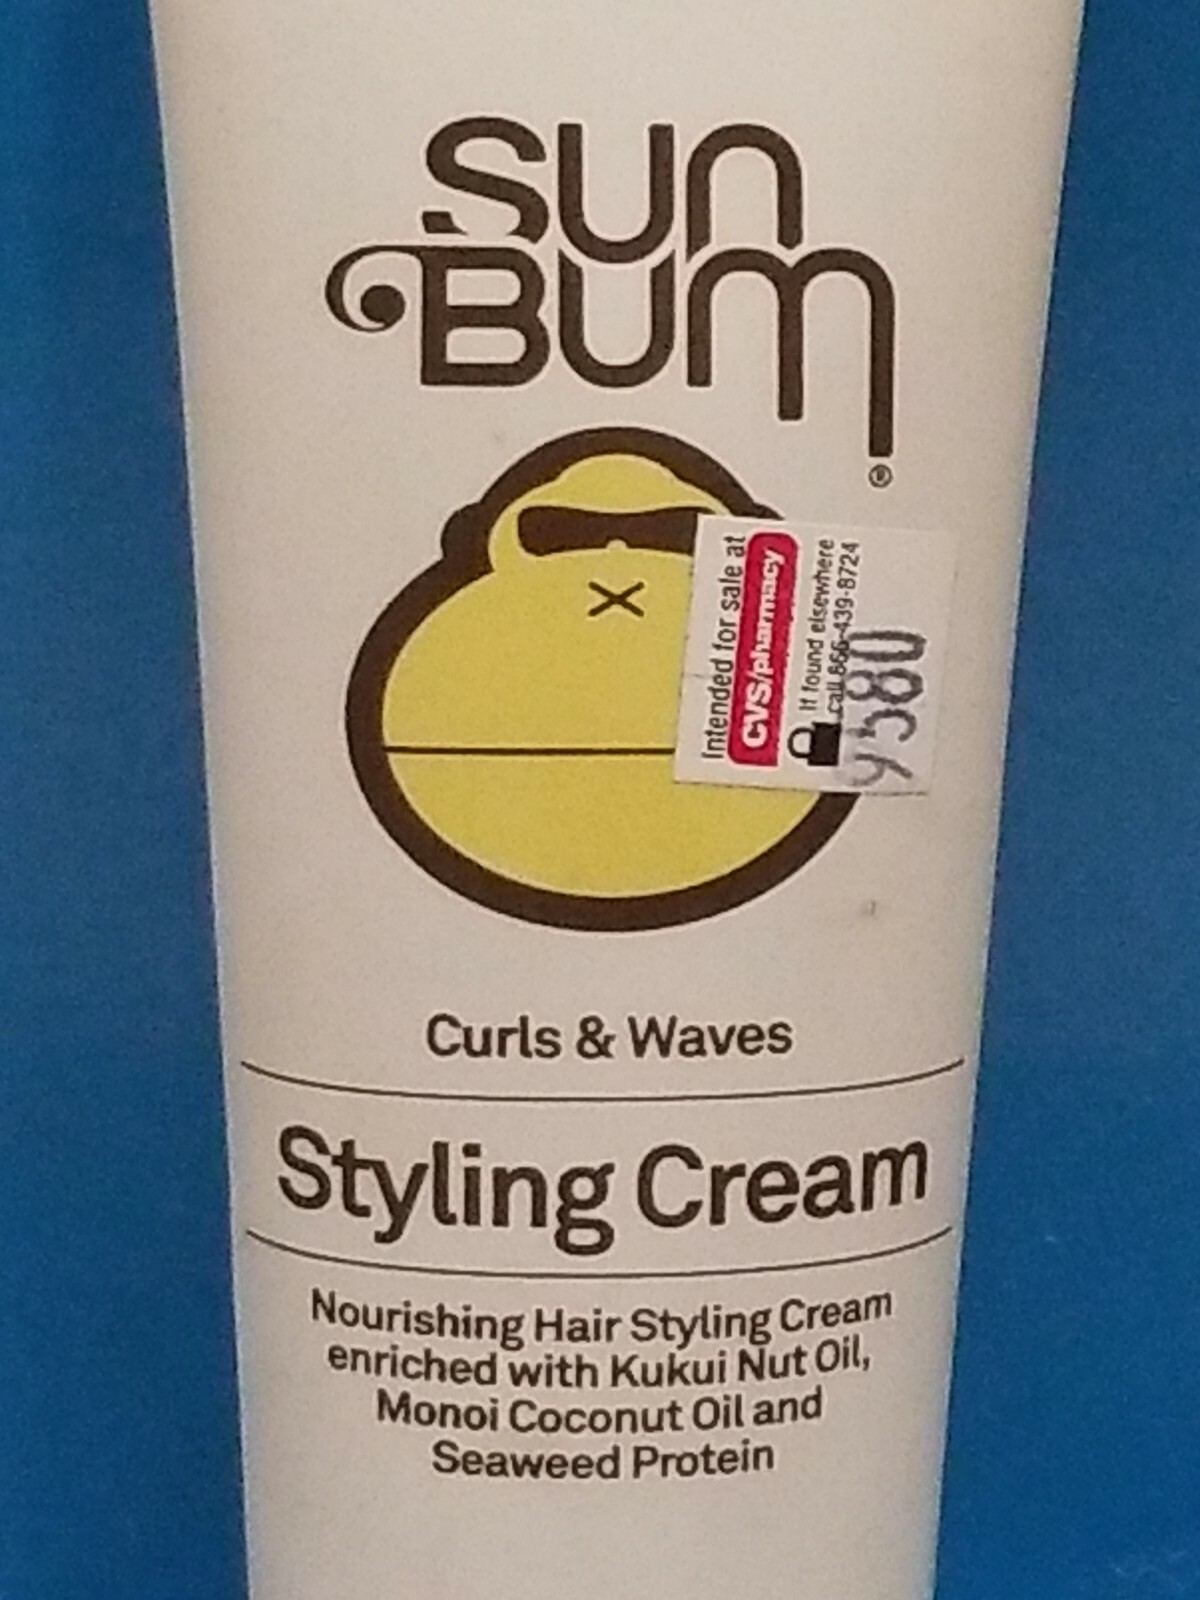 Sun
Bum
®
Intended for sale at
CVS/pharmacy
If found elsewhere
call 866-439-8724
9580
Curls & Waves
Styling Cream
Nourishing Hair Styling Cream
enriched with Kukui Nut Oil,
Monoi Coconut Oil and
Seaweed Protein